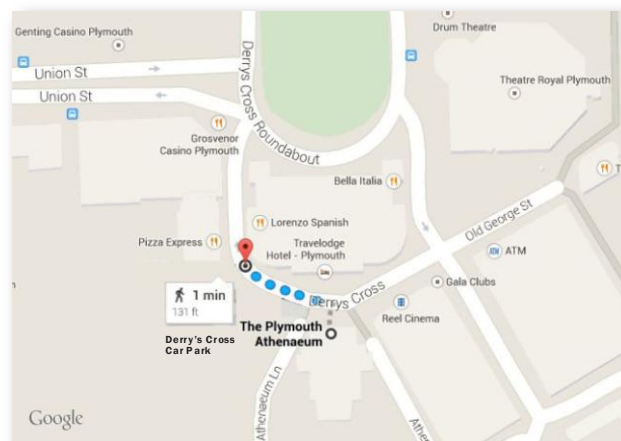 Genting Casino Plymouth
Drum Theatre
Union St
Union St
Derrys Cross Roundabout
Theatre Royal Plymouth
Grosvenor
Casino Plymouth
Bella Italia
Lorenzo Spanish
Old George St
Pizza Express
Travelodge
Hotel - Plymouth
ATM
ATM
Gala Clubs
1 min
131 ft
Derrys Cross
Reel Cinema
The Plymouth
Athenaeum
Derry's Cross
Car Park
Athenaeum Ln
Athe
Google